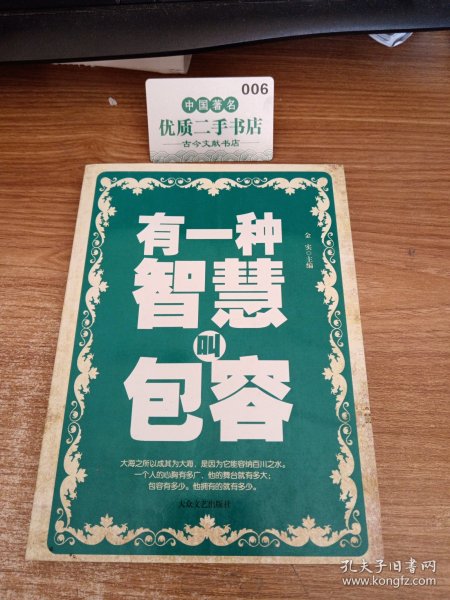 006
中国著名
优质二手书店
古今文献书店
有一种
智慧
叫
包容
金实◎主编
大海之所以成其为大海，是因为它能容纳百川之水。
一个人的心胸有多广，他的舞台就有多大；
包容有多少。他拥有的就有多少。
大众文艺出版社
孔夫子旧书网
www.kongfz.com